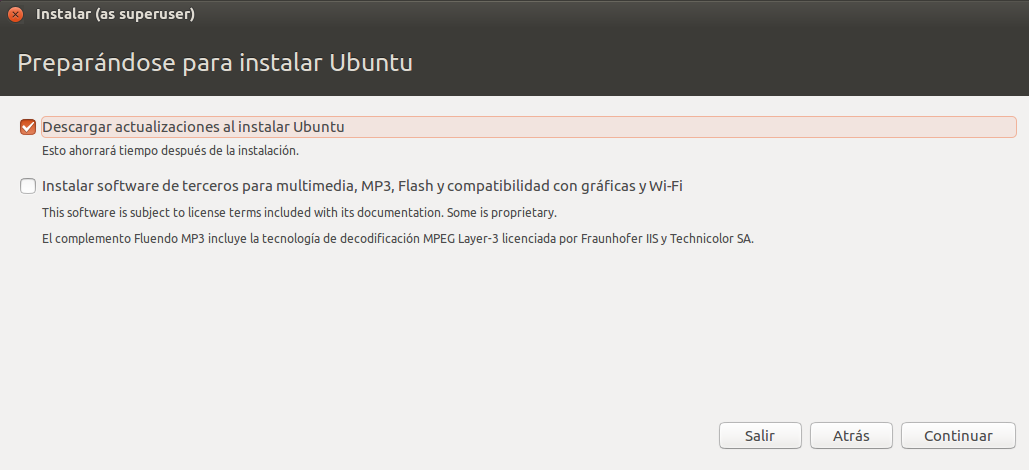 Instalar (as superuser)
Preparándose para instalar Ubuntu
Descargar actualizaciones al instalar Ubuntu
Esto ahorrará tiempo después de la instalación.
Instalar software de terceros para multimedia, MP3, Flash y compatibilidad con gráficas y Wi-Fi
This software is subject to license terms included with its documentation. Some is proprietary.
El complemento Fluendo MP3 incluye la tecnología de decodificación MPEG Layer-3 licenciada por Fraunhofer IIS y Technicolor SA.
Salir Atrás Continuar